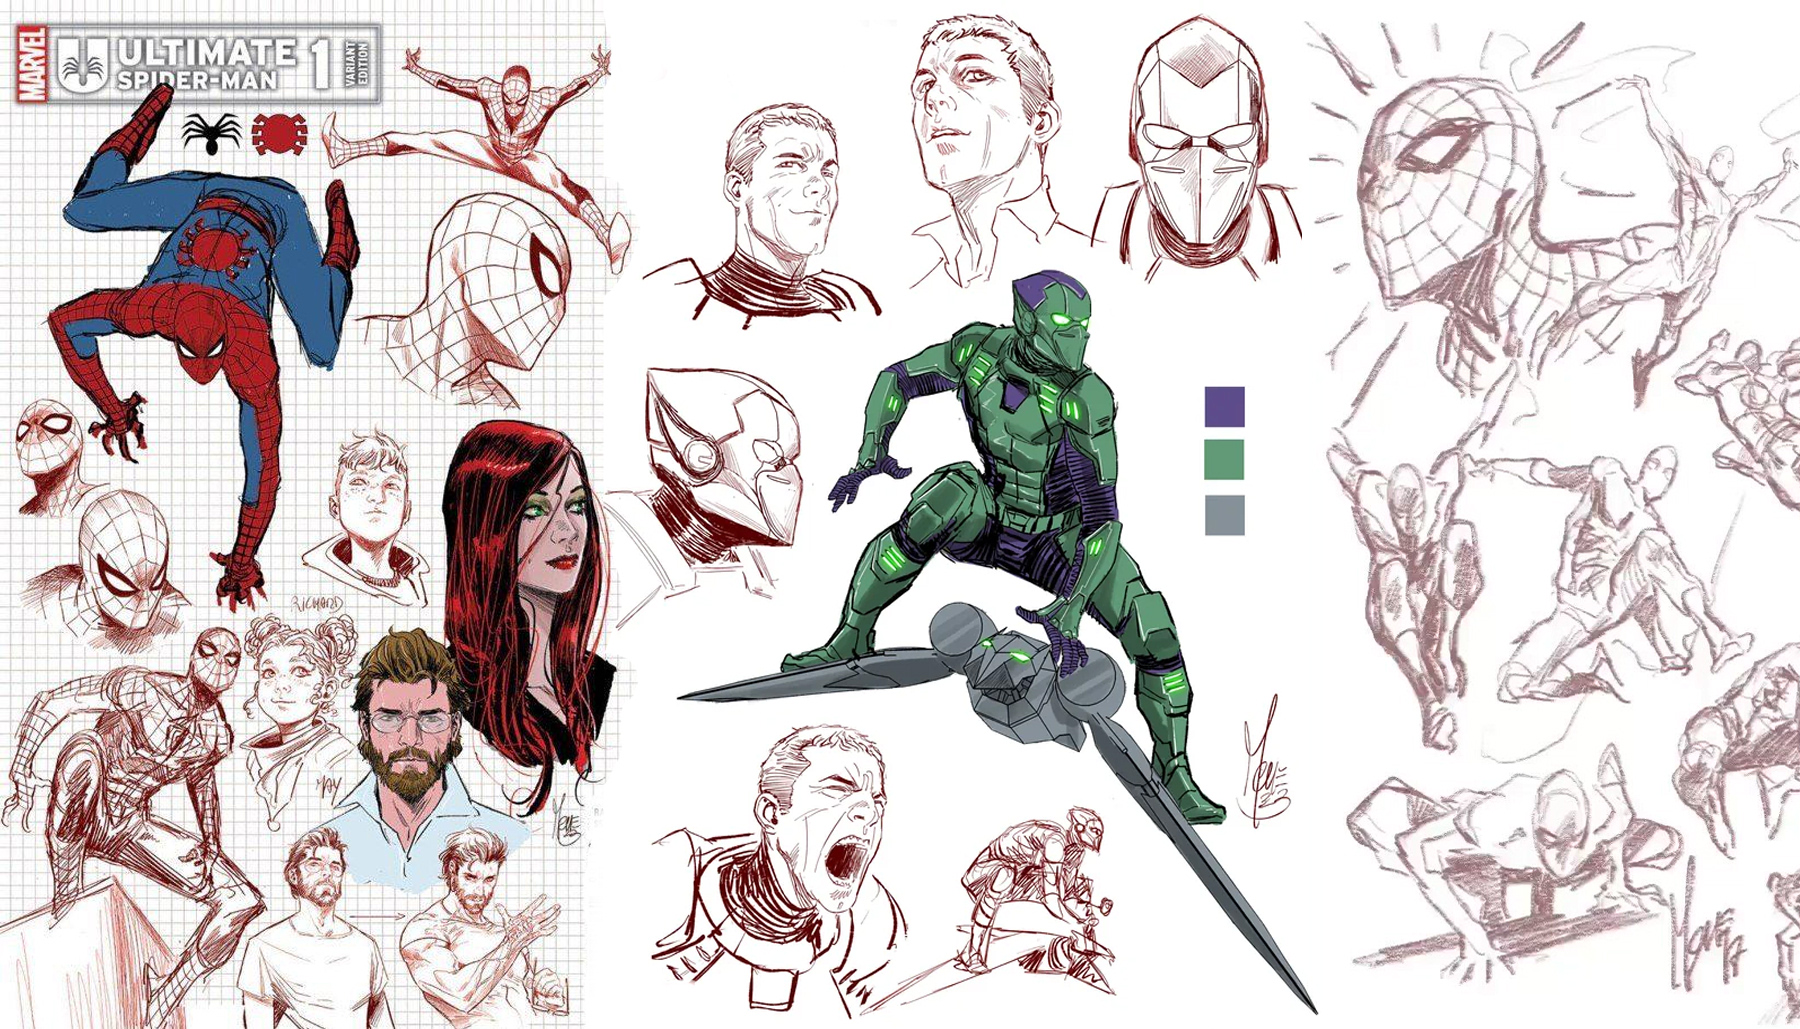 MARVEL
ULTIMATE
SPIDER-MAN
1
VARIANT
EDITION
RICHARD
MAY